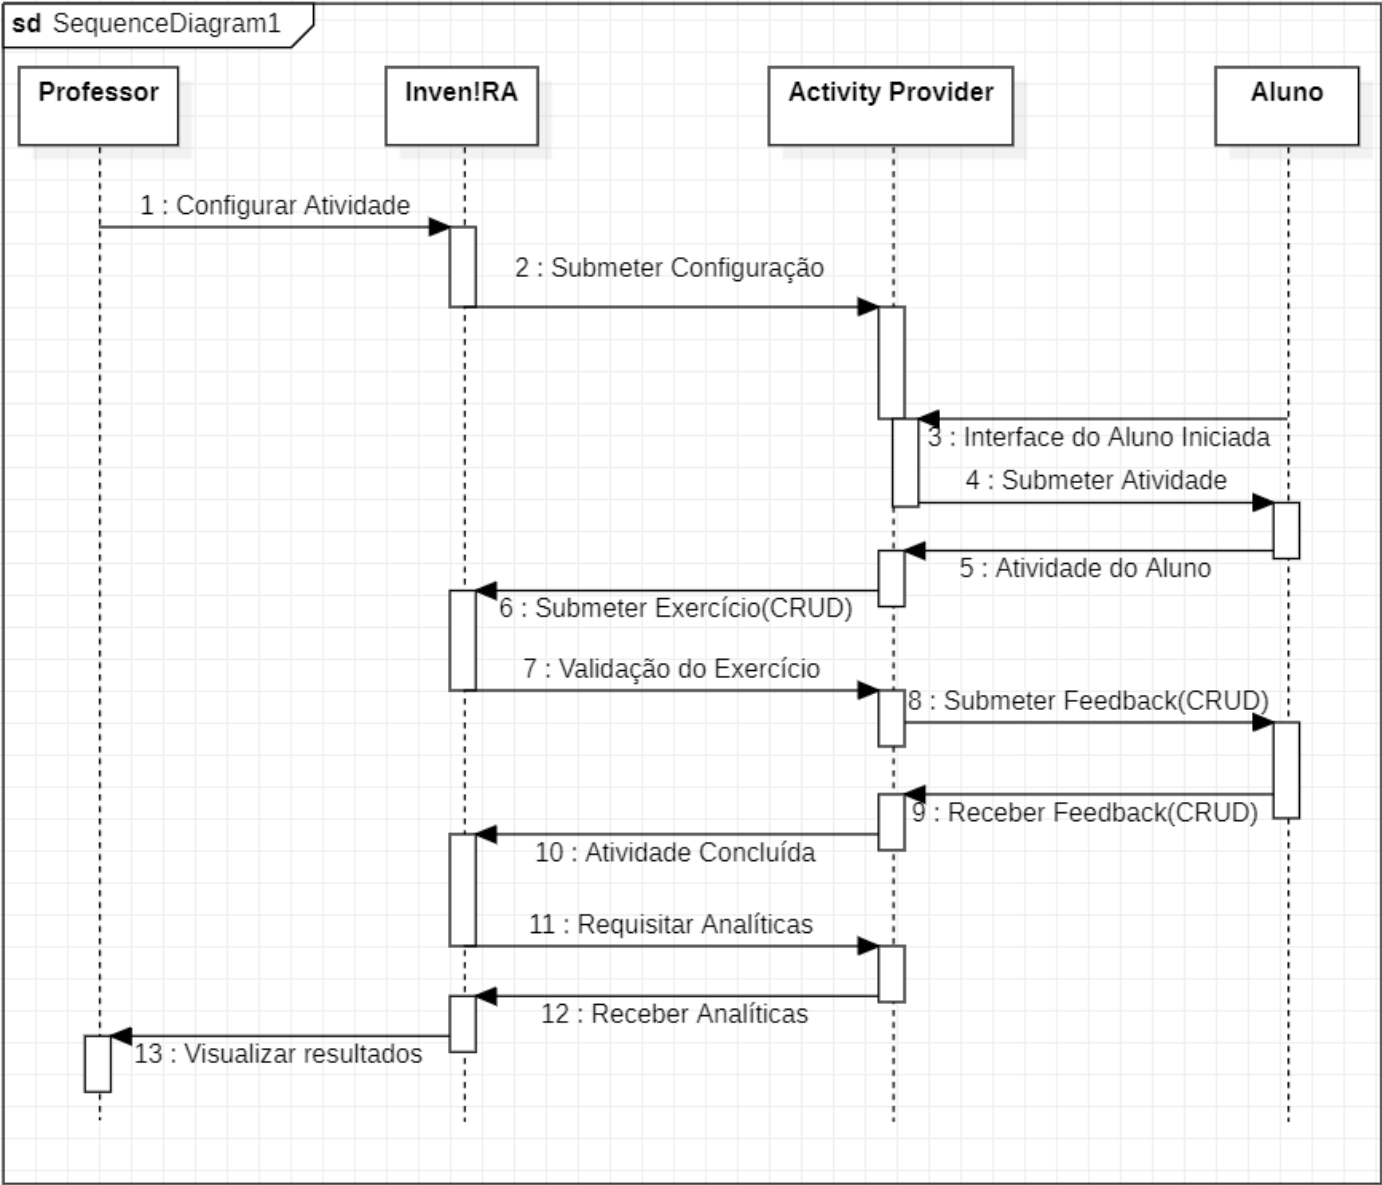 sd SequenceDiagram1
Professor
Inven!RA
Activity Provider
Aluno
1 : Configurar Atividade
2 : Submeter Configuração
3 : Interface do Aluno Iniciada
4 : Submeter Atividade
5 : Atividade do Aluno
6 : Submeter Exercício(CRUD)
7 : Validação do Exercício
8 : Submeter Feedback(CRUD)
9 : Receber Feedback(CRUD)
10 : Atividade Concluída
11 : Requisitar Analíticas
12 : Receber Analíticas
13 : Visualizar resultados